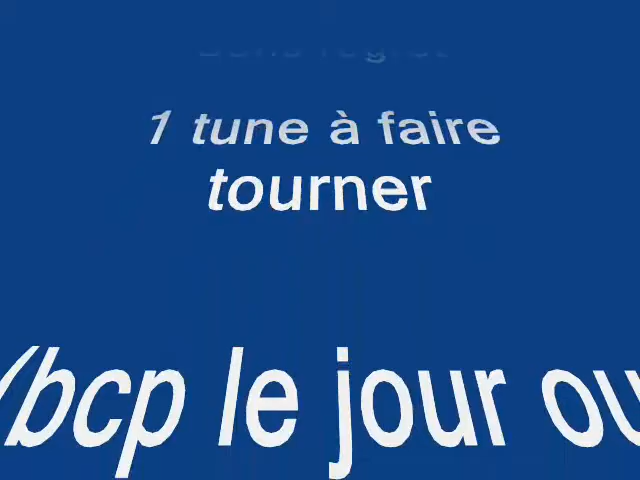 1 tune à faire
tourner
/bcp le jour ou